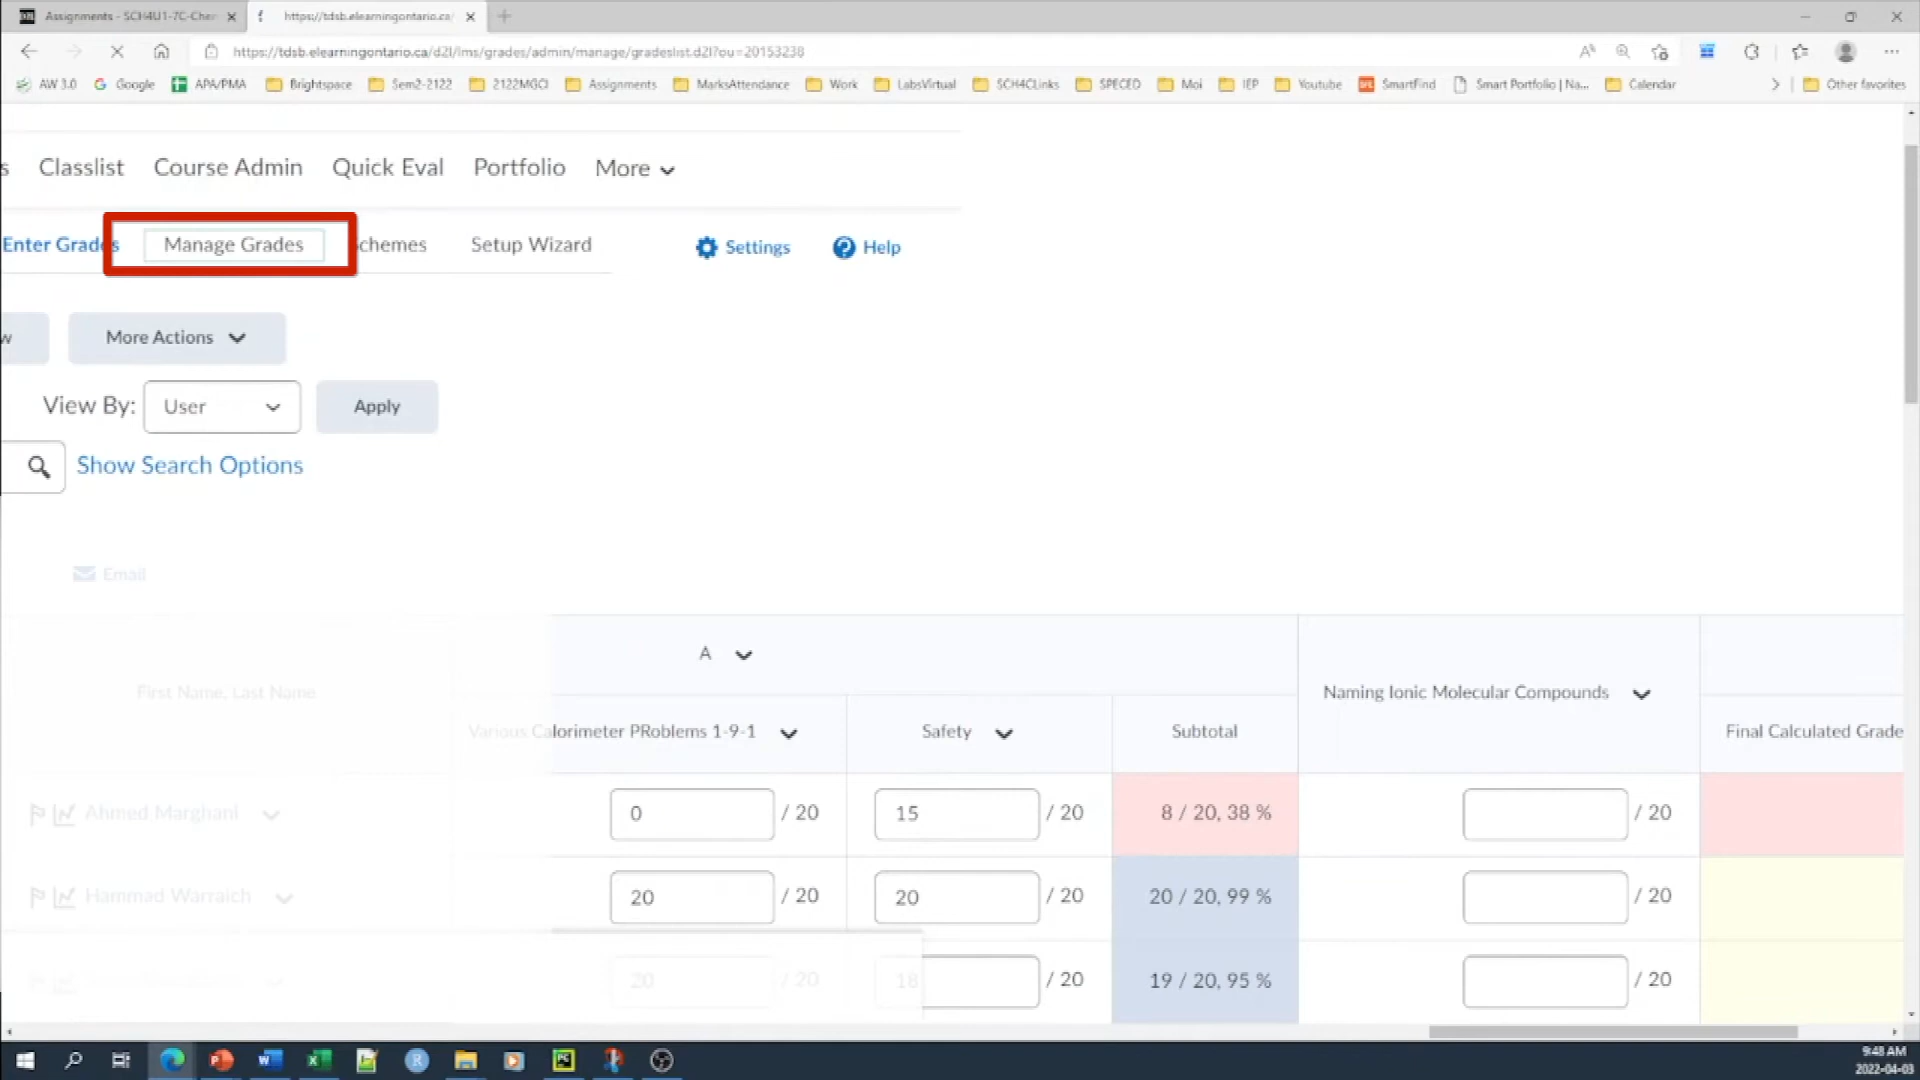 Assignments - SCH4U1-7C-Cher
https://tdsb.elearningontario.ca/
https://tdsb.elearningontario.ca/d2l/lms/grades/admin/manage/gradeslist.d2l?ou=20153238
AW 3.0 Google APA/PMA Brightspace Sem2-2122 2122MGCI Assignments MarksAttendance Work LabsVirtual SCH4CLinks SPECED Moi IEP Youtube SmartFind Smart Portfolio | Na... Calendar Other favorites
s Classlist Course Admin Quick Eval Portfolio More
Enter Grades Manage Grades chemes Setup Wizard Settings Help
w More Actions
View By: User Apply
Show Search Options
Email
A
First Name, Last Name
Naming Ionic Molecular Compounds
Various Calorimeter PRoblems 1-9-1 Safety Subtotal Final Calculated Grade
Ahmed Marghani 0 / 20 15 / 20 8 / 20, 38 % / 20
Hammad Warraich 20 / 20 20 / 20 20 / 20, 99 % / 20
20 / 20 18 / 20 19 / 20, 95 % / 20
9:48 AM
2022-04-03